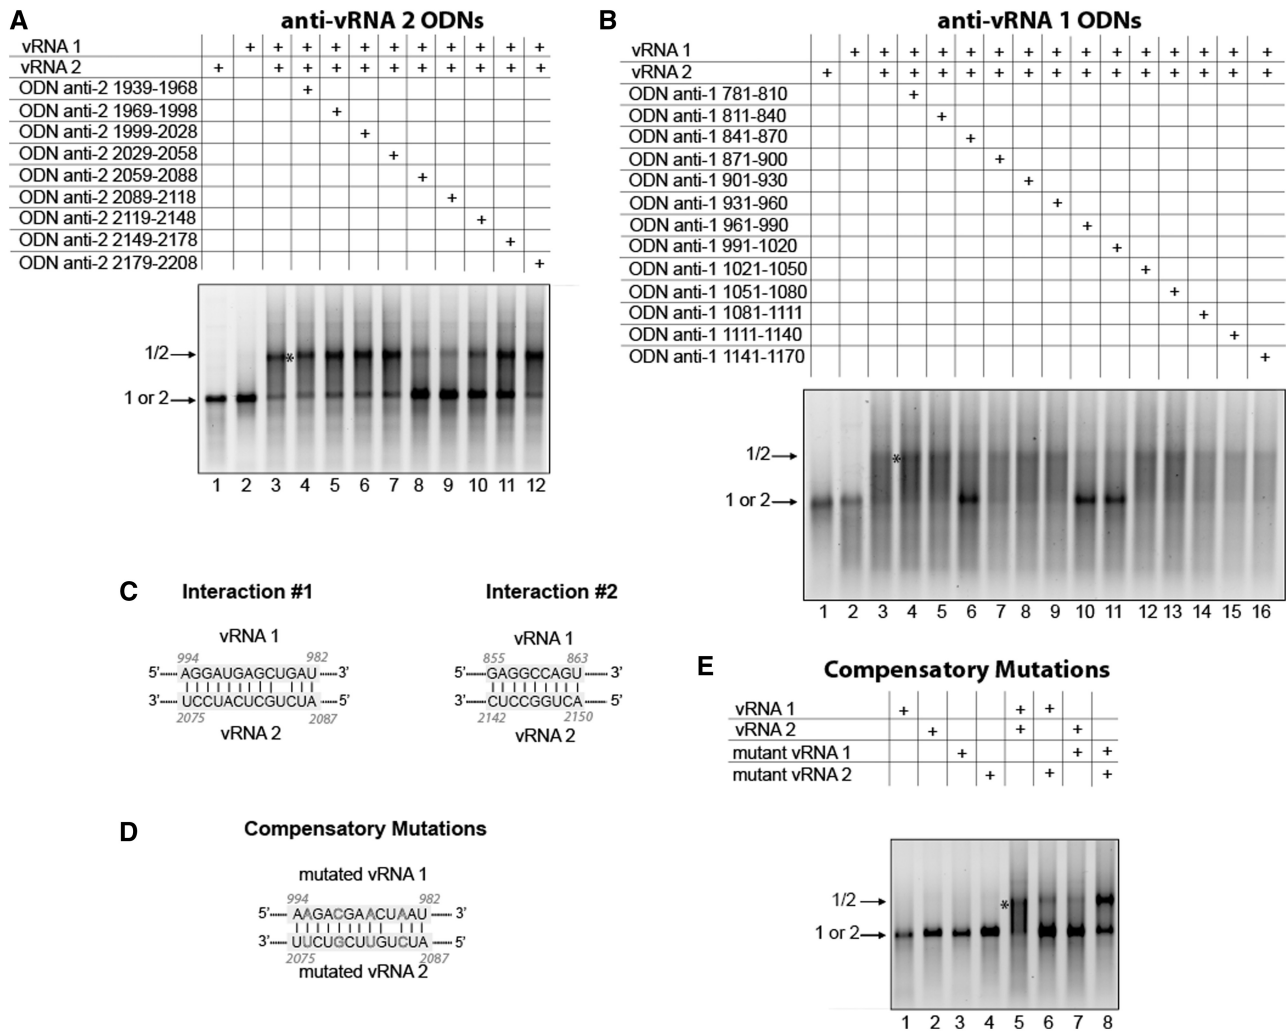 A
anti-vRNA 2 ODNs
vRNA 1 + + + + + + + + + + +
vRNA 2 + + + + + + + + + + +
ODN anti-2 1939-1968 +
ODN anti-2 1969-1998 +
ODN anti-2 1999-2028 +
ODN anti-2 2029-2058 +
ODN anti-2 2059-2088 +
ODN anti-2 2089-2118 +
ODN anti-2 2119-2148 +
ODN anti-2 2149-2178 +
ODN anti-2 2179-2208 +
1/2
*
1 or 2
1 2 3 4 5 6 7 8 9 10 11 12
B
anti-vRNA 1 ODNs
vRNA 1 + + + + + + + + + + + + + + +
vRNA 2 + + + + + + + + + + + + + + +
ODN anti-1 781-810 +
ODN anti-1 811-840 +
ODN anti-1 841-870 +
ODN anti-1 871-900 +
ODN anti-1 901-930 +
ODN anti-1 931-960 +
ODN anti-1 961-990 +
ODN anti-1 991-1020 +
ODN anti-1 1021-1050 +
ODN anti-1 1051-1080 +
ODN anti-1 1081-1111 +
ODN anti-1 1111-1140 +
ODN anti-1 1141-1170 +
1/2
*
1 or 2
1 2 3 4 5 6 7 8 9 10 11 12 13 14 15 16
C
Interaction #1
vRNA 1
994 982
5' AGGAUGAGCUGAU 3'
3' UCCUACUCGUCUA 5'
2075 2087
vRNA 2
Interaction #2
vRNA 1
855 863
5' GAGGCCAGU 3'
3' CUCCGGUCA 5'
2142 2150
vRNA 2
D
Compensatory Mutations
mutated vRNA 1
994 982
5' AAGACGAACUAAU 3'
3' UUCUGCUUGUCUA 5'
2075 2087
mutated vRNA 2
E
Compensatory Mutations
vRNA 1 + + +
vRNA 2 + + +
mutant vRNA 1 + + +
mutant vRNA 2 + + +
1/2
*
1 or 2
1 2 3 4 5 6 7 8